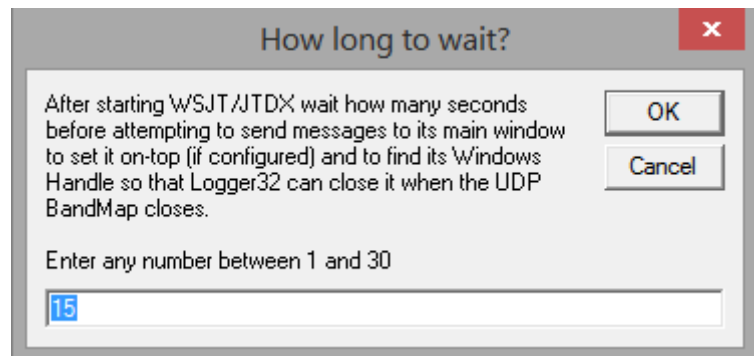 How long to wait?
x
After starting WSJT/JTDX wait how many seconds
before attempting to send messages to its main window
to set it on-top (if configured) and to find its Windows
Handle so that Logger32 can close it when the UDP
BandMap closes.
OK
Cancel
Enter any number between 1 and 30
15